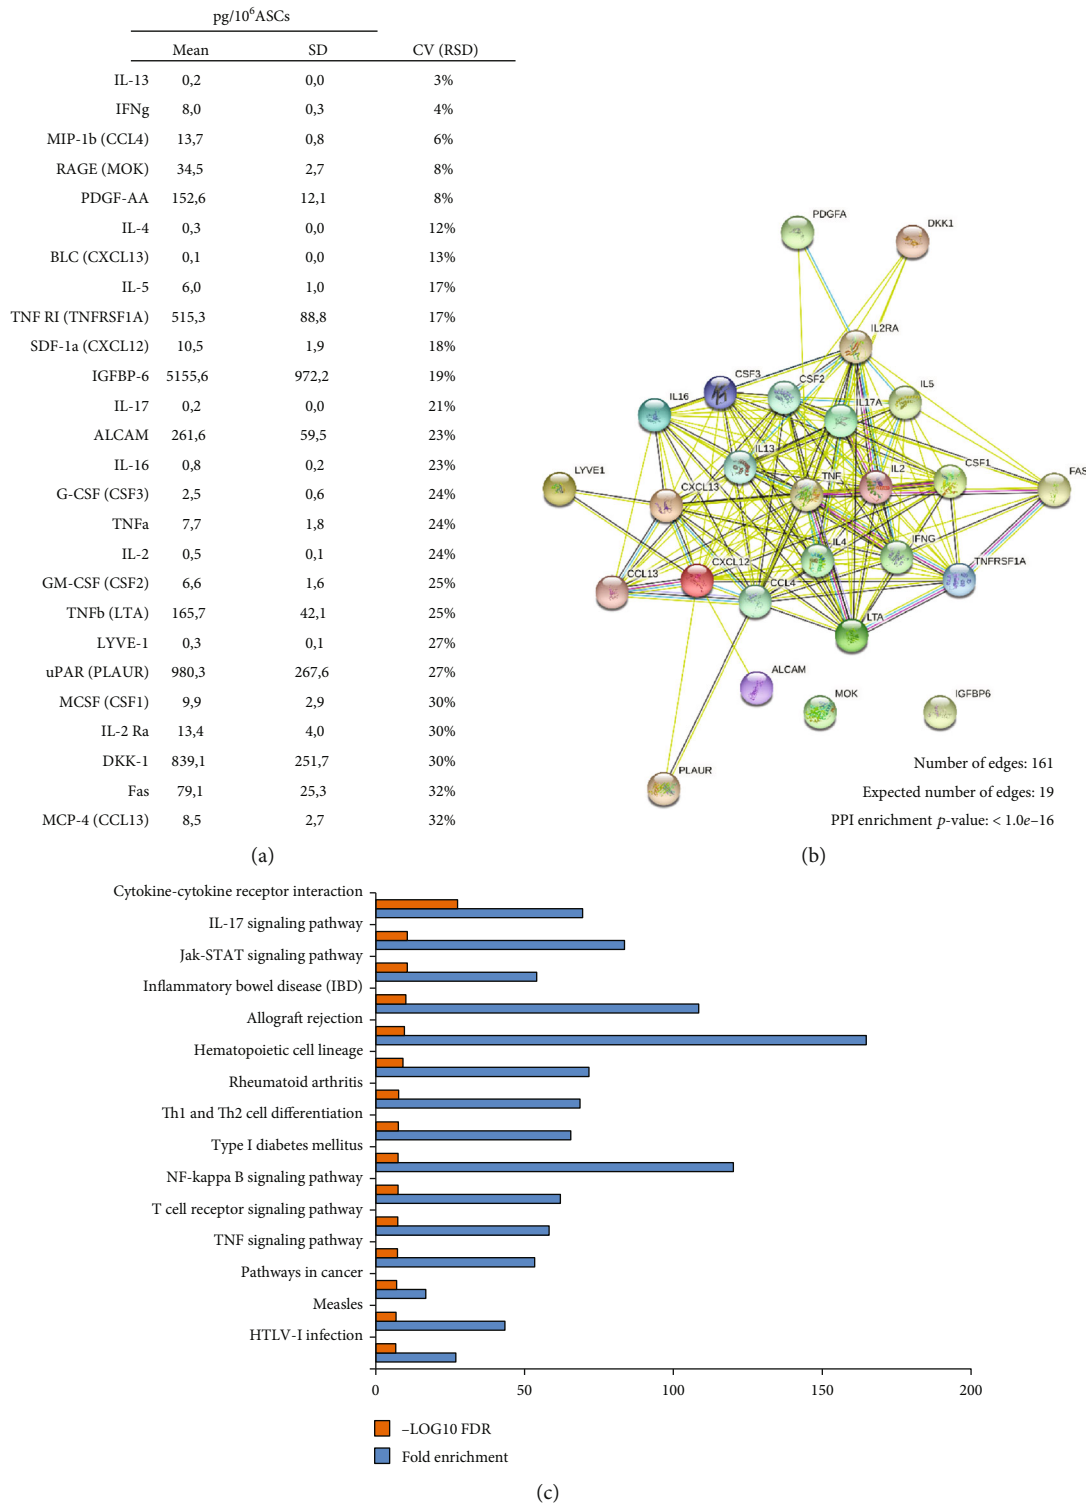 pg/10⁶ASCs
Mean SD CV (RSD)
IL-13 0,2 0,0 3%
IFNg 8,0 0,3 4%
MIP-1b (CCL4) 13,7 0,8 6%
RAGE (MOK) 34,5 2,7 8%
PDGF-AA 152,6 12,1 8%
IL-4 0,3 0,0 12%
BLC (CXCL13) 0,1 0,0 13%
IL-5 6,0 1,0 17%
TNF RI (TNFRSF1A) 515,3 88,8 17%
SDF-1a (CXCL12) 10,5 1,9 18%
IGFBP-6 5155,6 972,2 19%
IL-17 0,2 0,0 21%
ALCAM 261,6 59,5 23%
IL-16 0,8 0,2 23%
G-CSF (CSF3) 2,5 0,6 24%
TNFa 7,7 1,8 24%
IL-2 0,5 0,1 24%
GM-CSF (CSF2) 6,6 1,6 25%
TNFb (LTA) 165,7 42,1 25%
LYVE-1 0,3 0,1 27%
uPAR (PLAUR) 980,3 267,6 27%
MCSF (CSF1) 9,9 2,9 30%
IL-2 Ra 13,4 4,0 30%
DKK-1 839,1 251,7 30%
Fas 79,1 25,3 32%
MCP-4 (CCL13) 8,5 2,7 32%
(a)
PDGFA
DKK1
IL2RA
CSF3
CSF2
IL5
IL16
IL17A
IL13
LYVE1
CXCL13
TNF
IL2
CSF1
FAS
IL4
IFNG
CXCL12
TNFRSF1A
CCL13
CCL4
LTA
ALCAM
MOK
IGFBP6
PLAUR
Number of edges: 161
Expected number of edges: 19
PPI enrichment p-value: < 1.0e–16
(b)
Cytokine-cytokine receptor interaction
IL-17 signaling pathway
Jak-STAT signaling pathway
Inflammatory bowel disease (IBD)
Allograft rejection
Hematopoietic cell lineage
Rheumatoid arthritis
Th1 and Th2 cell differentiation
Type I diabetes mellitus
NF-kappa B signaling pathway
T cell receptor signaling pathway
TNF signaling pathway
Pathways in cancer
Measles
HTLV-I infection
0 50 100 150 200
–LOG10 FDR
Fold enrichment
(c)